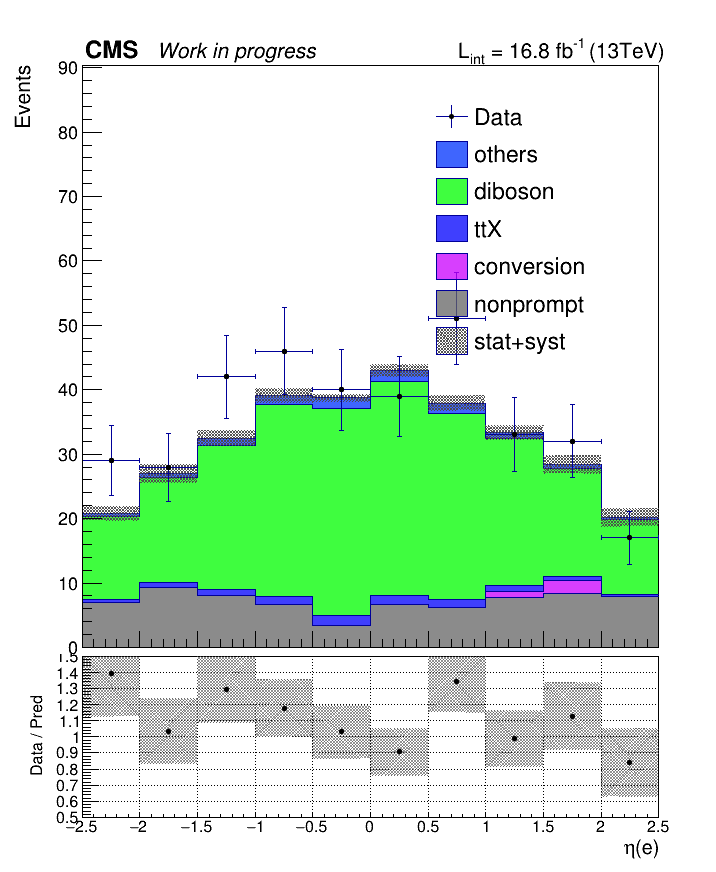 CMS Work in progress L_int = 16.8 fb^-1 (13TeV)
Events
90
80
70
60
50
40
30
20
10
0
Data
others
diboson
ttX
conversion
nonprompt
stat+syst
Data / Pred
1.5
1.4
1.3
1.2
1.1
1
0.9
0.8
0.7
0.6
0.5
−2.5 −2 −1.5 −1 −0.5 0 0.5 1 1.5 2 2.5
η(e)